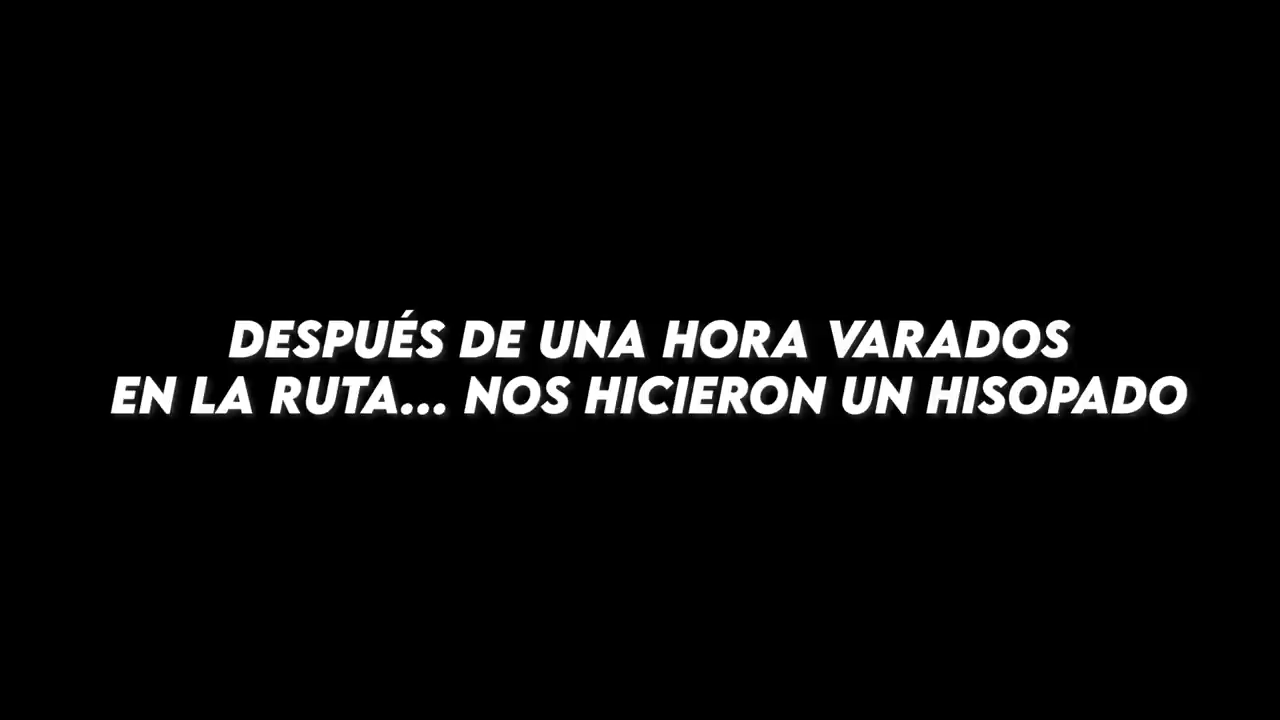 DESPUÉS DE UNA HORA VARADOS
EN LA RUTA... NOS HICIERON UN HISOPADO